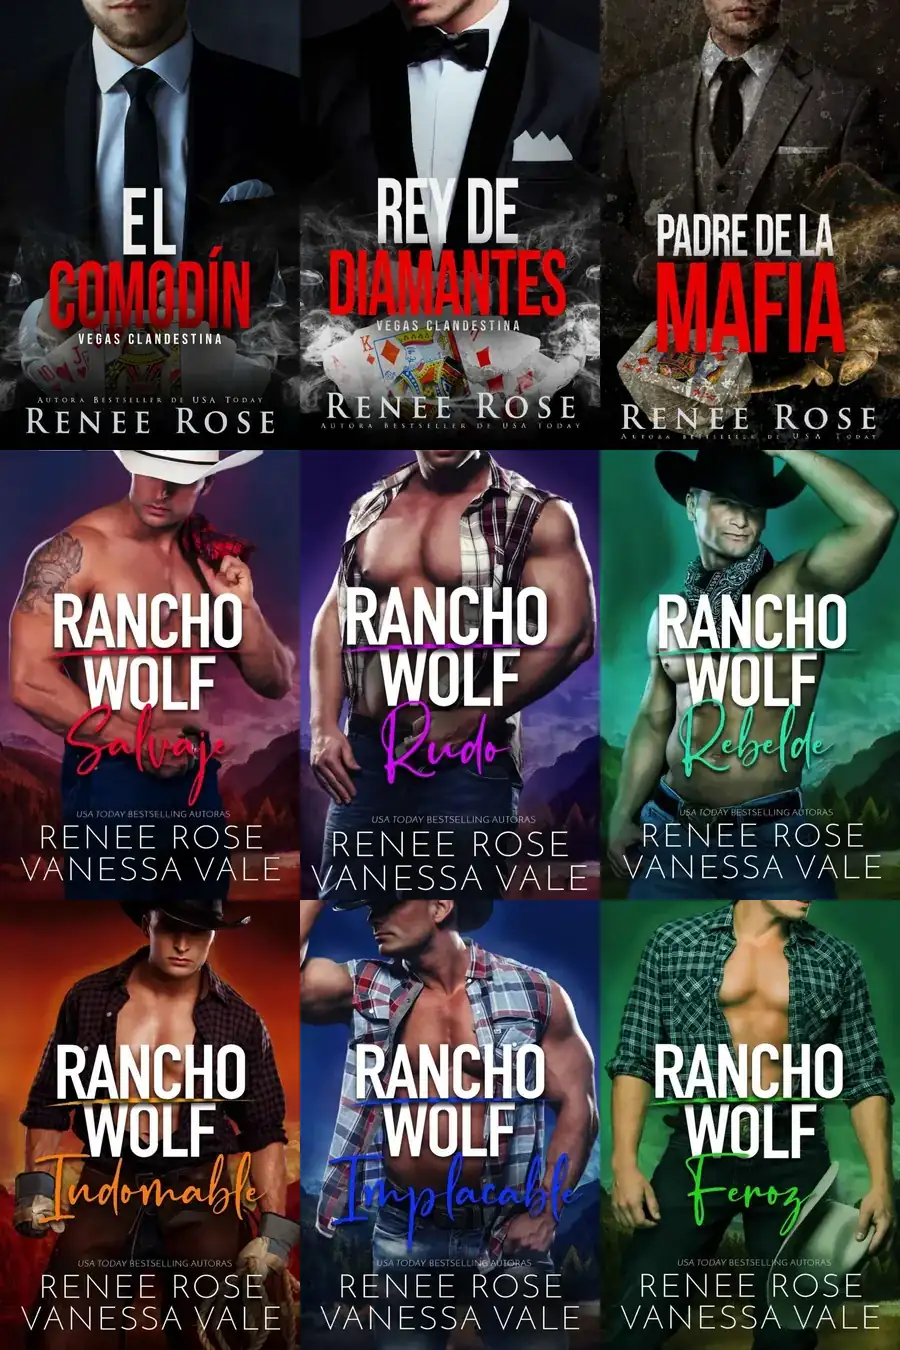 EL
COMODÍN
VEGAS CLANDESTINA
AUTORA BESTSELLER DE USA TODAY
RENEE ROSE
REY DE
DIAMANTES
VEGAS CLANDESTINA
RENEE ROSE
AUTORA BESTSELLER DE USA TODAY
PADRE DE LA
MAFIA
RENEE ROSE
AUTORA BESTSELLER DE USA TODAY
RANCHO
WOLF
Salvaje
USA TODAY BESTSELLING AUTORAS
RENEE ROSE
VANESSA VALE
RANCHO
WOLF
Rudo
USA TODAY BESTSELLING AUTORAS
RENEE ROSE
VANESSA VALE
RANCHO
WOLF
Rebelde
USA TODAY BESTSELLING AUTORAS
RENEE ROSE
VANESSA VALE
RANCHO
WOLF
Indomable
USA TODAY BESTSELLING AUTORAS
RENEE ROSE
VANESSA VALE
RANCHO
WOLF
Implacable
USA TODAY BESTSELLING AUTORAS
RENEE ROSE
VANESSA VALE
RANCHO
WOLF
Feroz
USA TODAY BESTSELLING AUTORAS
RENEE ROSE
VANESSA VALE